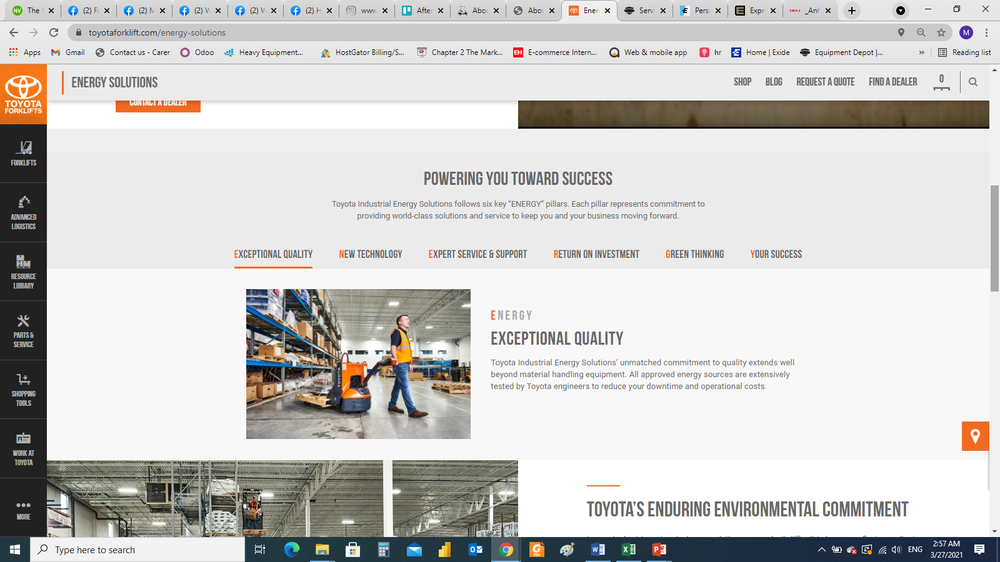 The
(2) Fa
(2) M
(2) W
(2) W
(2) H
www
After
Abou
Abou
Ener
Servi
Pers
Expr
_Anh
toyotaforklift.com/energy-solutions
M
Apps
Gmail
Contact us - Carer
Odoo
Heavy Equipment...
HostGator Billing/S...
Chapter 2 The Mark...
E-commerce Intern...
Web & mobile app
hr
Home | Exide
Equipment Depot |...
»
Reading list
TOYOTA
FORKLIFTS
ENERGY SOLUTIONS
SHOP
BLOG
REQUEST A QUOTE
FIND A DEALER
0
CONTACT A DEALER
FORKLIFTS
ADVANCED
LOGISTICS
RESOURCE
LIBRARY
PARTS &
SERVICE
SHOPPING
TOOLS
WORK AT
TOYOTA
MORE
POWERING YOU TOWARD SUCCESS
Toyota Industrial Energy Solutions follows six key “ENERGY” pillars. Each pillar represents commitment to
providing world-class solutions and service to keep you and your business moving forward.
EXCEPTIONAL QUALITY
NEW TECHNOLOGY
EXPERT SERVICE & SUPPORT
RETURN ON INVESTMENT
GREEN THINKING
YOUR SUCCESS
TOYOTA
ENERGY
EXCEPTIONAL QUALITY
Toyota Industrial Energy Solutions’ unmatched commitment to quality extends well
beyond material handling equipment. All approved energy sources are extensively
tested by Toyota engineers to reduce your downtime and operational costs.
TOYOTA’S ENDURING ENVIRONMENTAL COMMITMENT
Type here to search
ENG
2:57 AM
3/27/2021